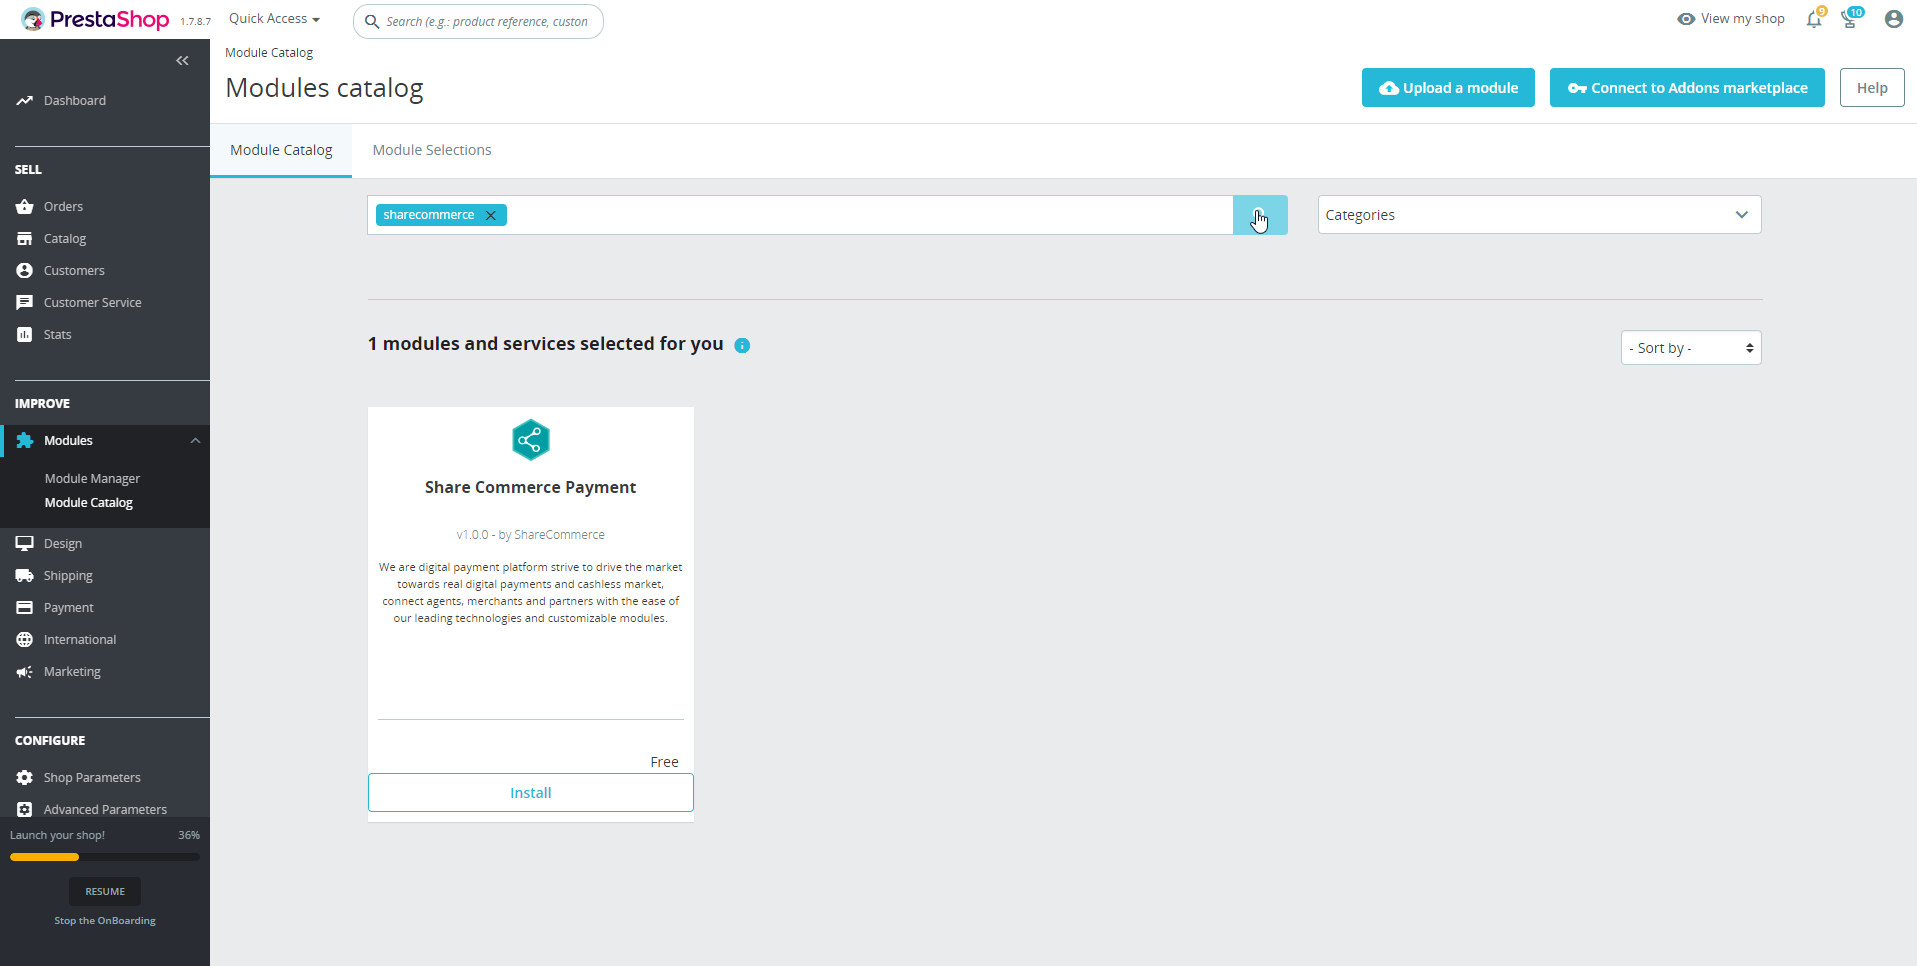 PrestaShop 1.7.8.7
Quick Access
Search (e.g.: product reference, custon
View my shop
9
10
Module Catalog
Modules catalog
Upload a module
Connect to Addons marketplace
Help
Dashboard
SELL
Orders
Catalog
Customers
Customer Service
Stats
IMPROVE
Modules
Module Manager
Module Catalog
Design
Shipping
Payment
International
Marketing
CONFIGURE
Shop Parameters
Advanced Parameters
Launch your shop! 36%
RESUME
Stop the OnBoarding
Module Catalog
Module Selections
sharecommerce
Categories
1 modules and services selected for you
- Sort by -
Share Commerce Payment
v1.0.0 - by ShareCommerce
We are digital payment platform strive to drive the market
towards real digital payments and cashless market,
connect agents, merchants and partners with the ease of
our leading technologies and customizable modules.
Free
Install